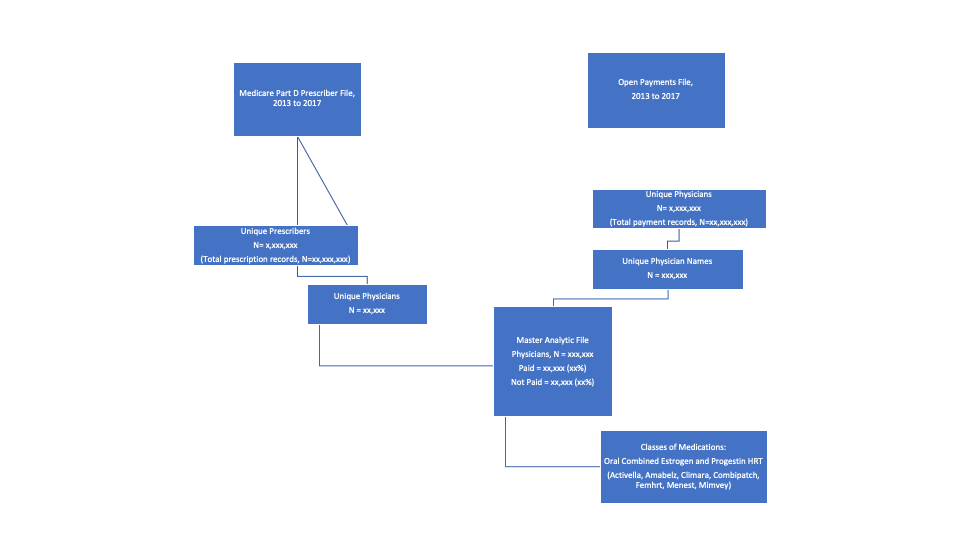 Medicare Part D Prescriber File,
2013 to 2017
Open Payments File,
2013 to 2017
Unique Physicians
N= x,xxx,xxx
(Total payment records, N=xx,xxx,xxx)
Unique Prescribers
N= x,xxx,xxx
(Total prescription records, N=xx,xxx,xxx)
Unique Physician Names
N = xxx,xxx
Unique Physicians
N = xx,xxx
Master Analytic File
Physicians, N = xxx,xxx
Paid = xx,xxx (xx%)
Not Paid = xx,xxx (xx%)
Classes of Medications:
Oral Combined Estrogen and Progestin HRT
(Activella, Amabelz, Climara, Combipatch,
Femhrt, Menest, Mimvey)